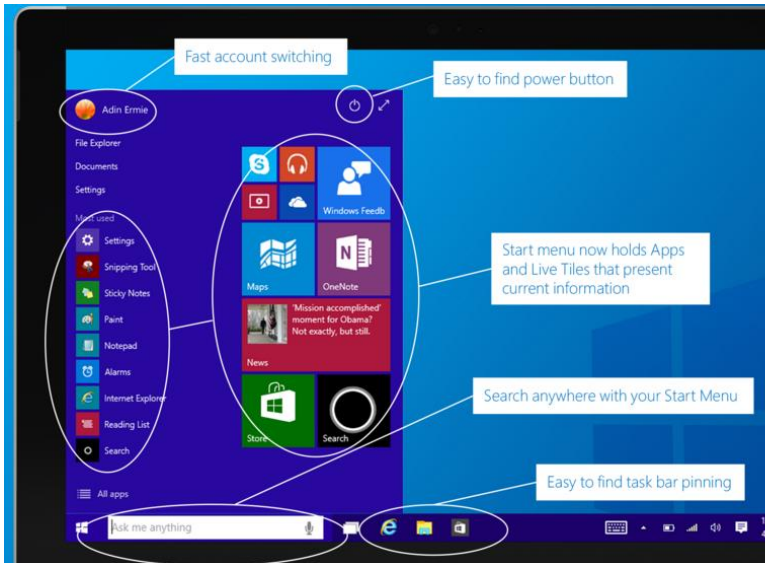 Fast account switching
Easy to find power button
Adin Ermie
File Explorer
Documents
Settings
Most used
Settings
Snipping Tool
Sticky Notes
Paint
Notepad
Alarms
Internet Explorer
Reading List
Search
All apps
Ask me anything
Windows Feedb
Maps
OneNote
'Mission accomplished'
moment for Obama?
Not exactly, but still.
News
Store
Search
Start menu now holds Apps
and Live Tiles that present
current information
Search anywhere with your Start Menu
Easy to find task bar pinning